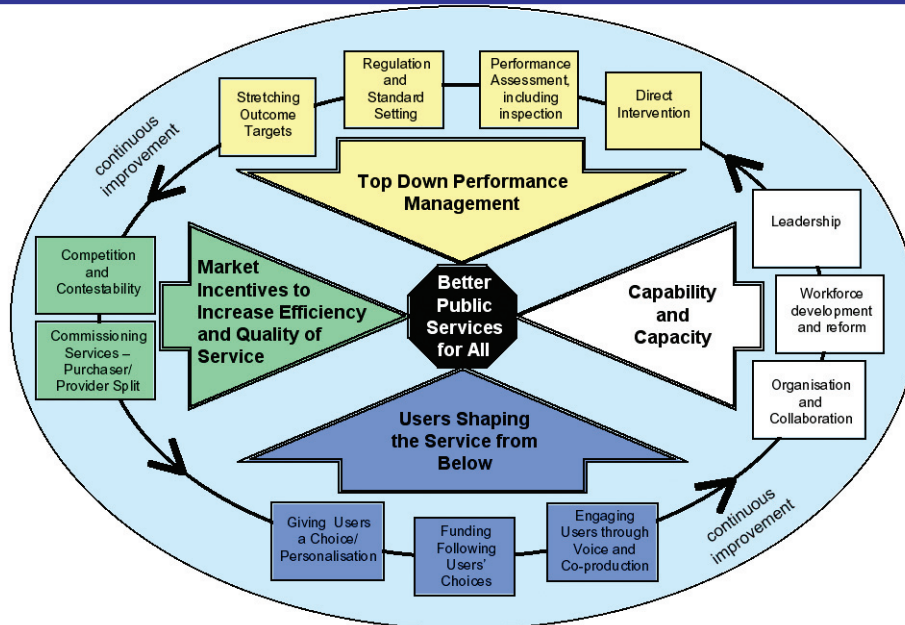 Regulation
and
Standard
Setting
Performance
Assessment,
including
inspection
Stretching
Outcome
Targets
Direct
Intervention
continuous
improvement
Top Down Performance
Management
Leadership
Competition
and
Contestability
Market
Incentives to
Increase Efficiency
and Quality of
Service
Better
Public
Services
for All
Capability
and
Capacity
Workforce
development
and reform
Commissioning
Services –
Purchaser/
Provider Split
Organisation
and
Collaboration
Users Shaping
the Service from
Below
Giving Users
a Choice/
Personalisation
Funding
Following
Users'
Choices
Engaging
Users through
Voice and
Co-production
continuous
improvement